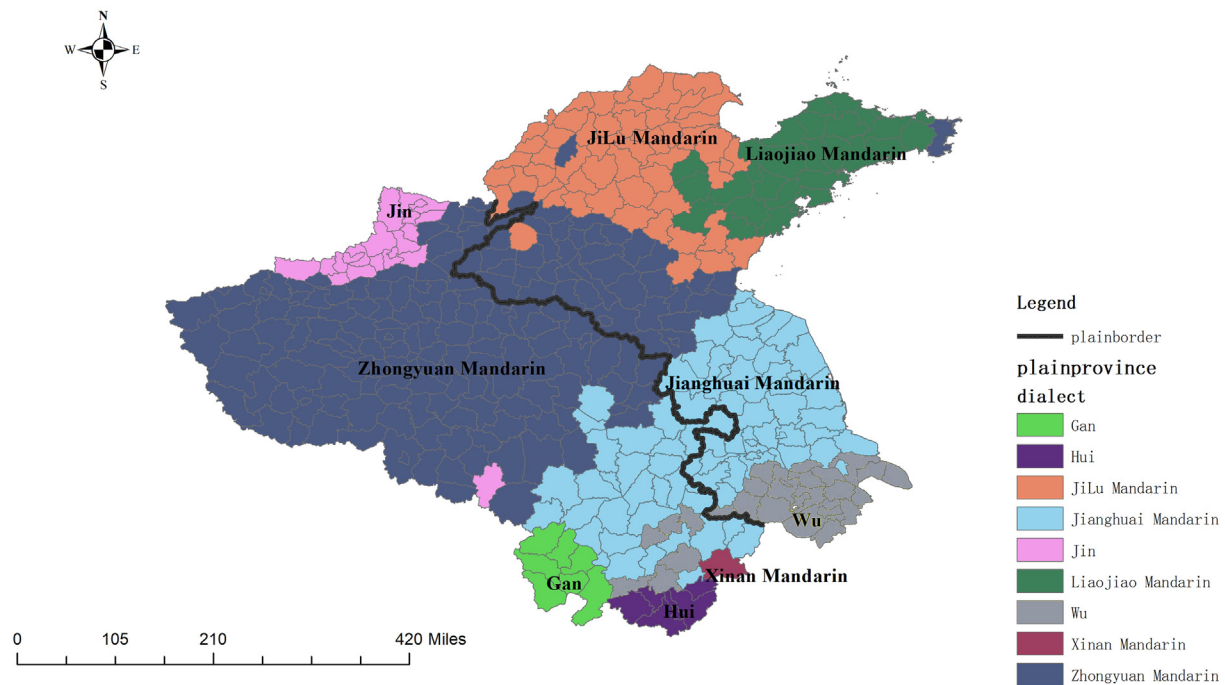 N
W E
S
JiLu Mandarin
Liaojiao Mandarin
Jin
Zhongyuan Mandarin
Jianghuai Mandarin
Wu
Xinan Mandarin
Gan
Hui
0 105 210 420 Miles
Legend
plainborder
plainprovince
dialect
Gan
Hui
JiLu Mandarin
Jianghuai Mandarin
Jin
Liaojiao Mandarin
Wu
Xinan Mandarin
Zhongyuan Mandarin